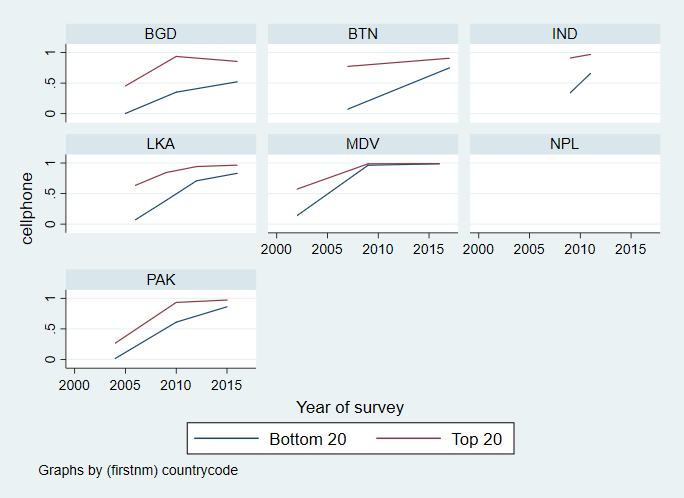 BGD BTN IND
1
.5
0
LKA MDV NPL
1
.5
0
cellphone
2000 2005 2010 2015 2000 2005 2010 2015
PAK
1
.5
0
2000 2005 2010 2015
Year of survey
Bottom 20 Top 20
Graphs by (firstnm) countrycode